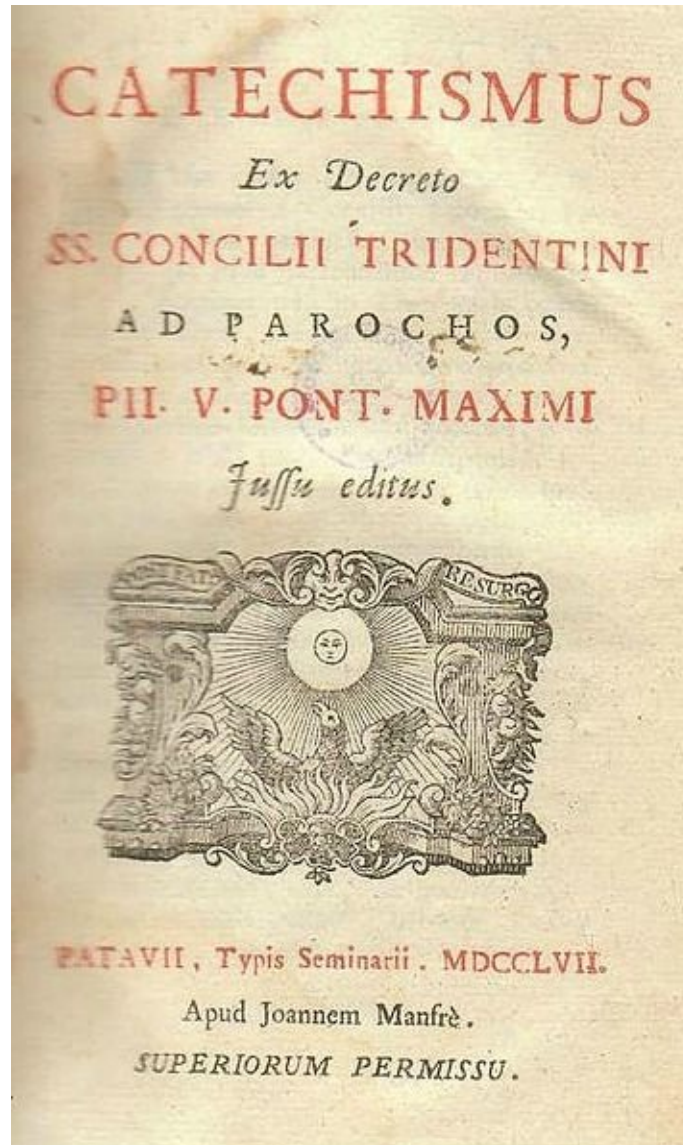 CATECHISMUS
Ex Decreto
SS. CONCILII TRIDENTINI
AD PAROCHOS,
PII. V. PONT. MAXIMI
Jussu editus.
RESURGO
PATAVII, Typis Seminarii. MDCCLVII.
Apud Joannem Manfrè.
SUPERIORUM PERMISSU.